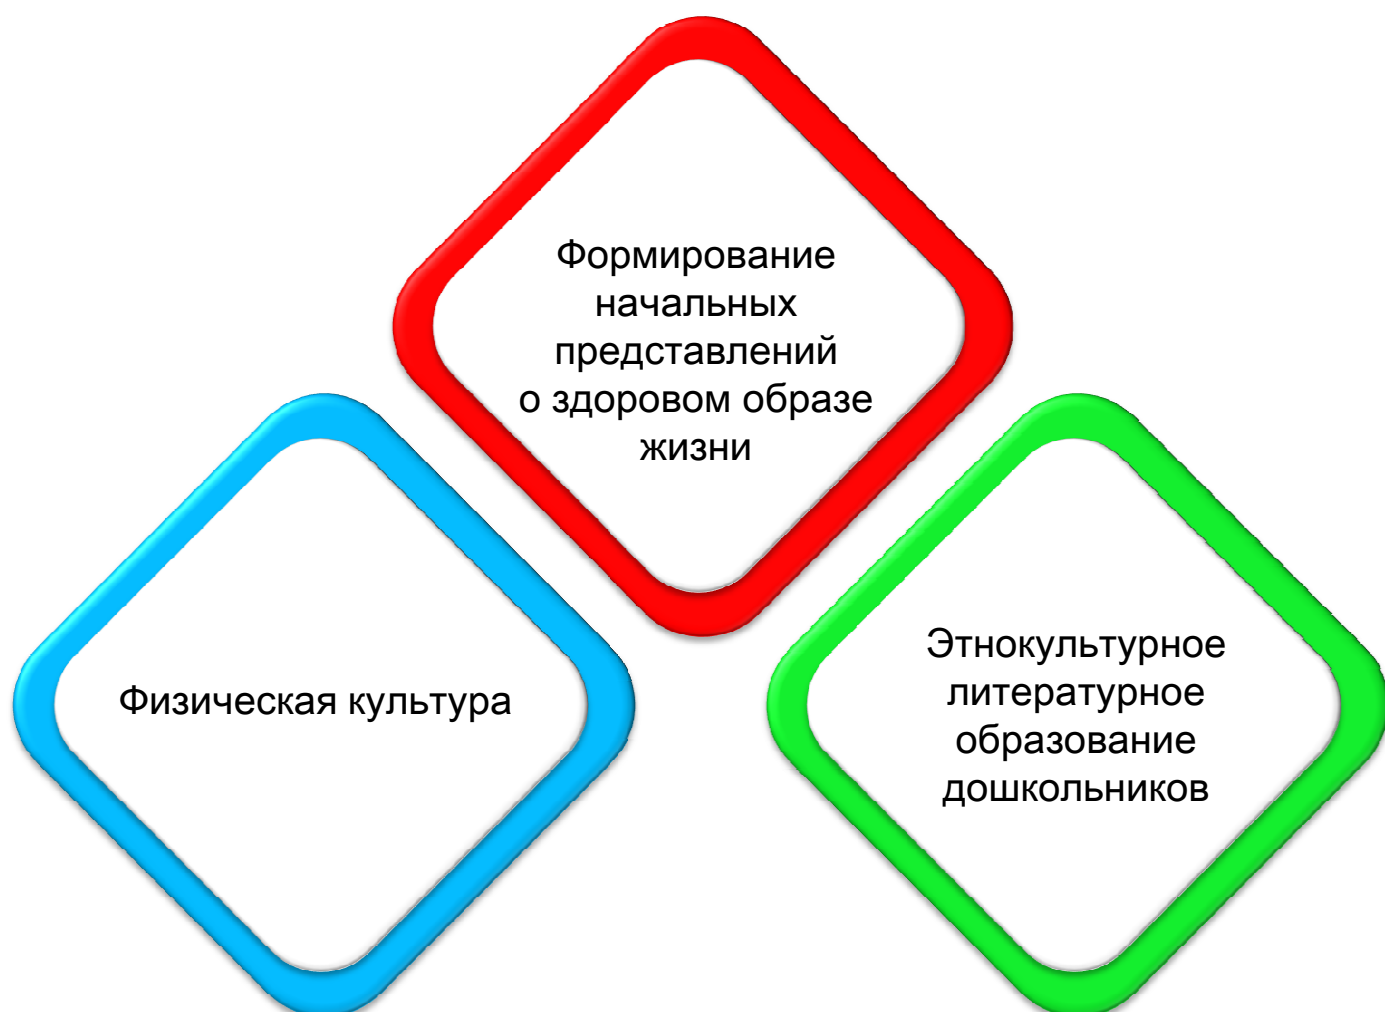 Формирование
начальных
представлений
о здоровом образе
жизни
Физическая культура
Этнокультурное
литературное
образование
дошкольников